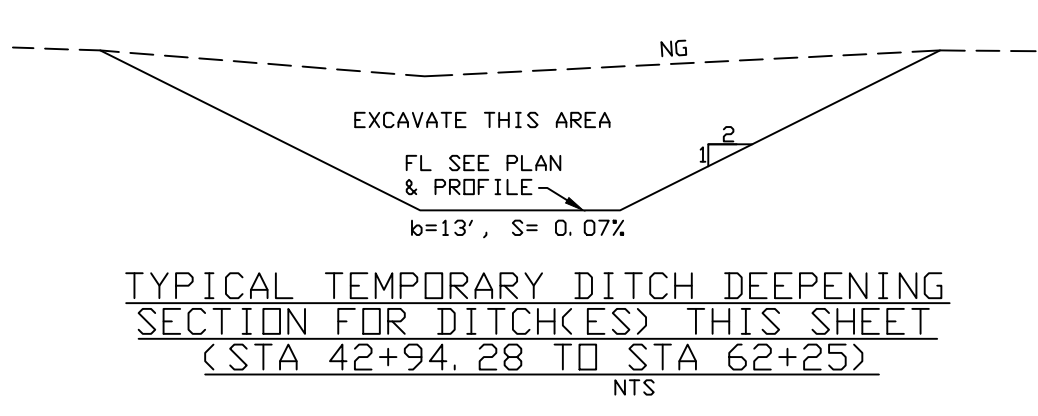 NG
EXCAVATE THIS AREA
2
1
FL SEE PLAN
& PROFILE
b=13', S= 0.07%
TYPICAL TEMPORARY DITCH DEEPENING
SECTION FOR DITCH(ES) THIS SHEET
(STA 42+94.28 TO STA 62+25)
NTS